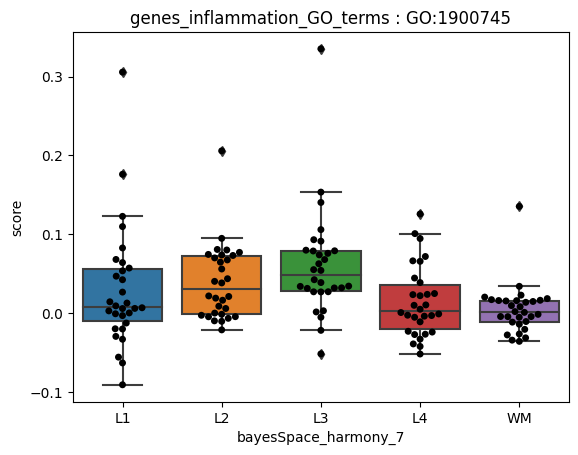 genes_inflammation_GO_terms : GO:1900745
score
0.3
0.2
0.1
0.0
−0.1
L1 L2 L3 L4 WM
bayesSpace_harmony_7